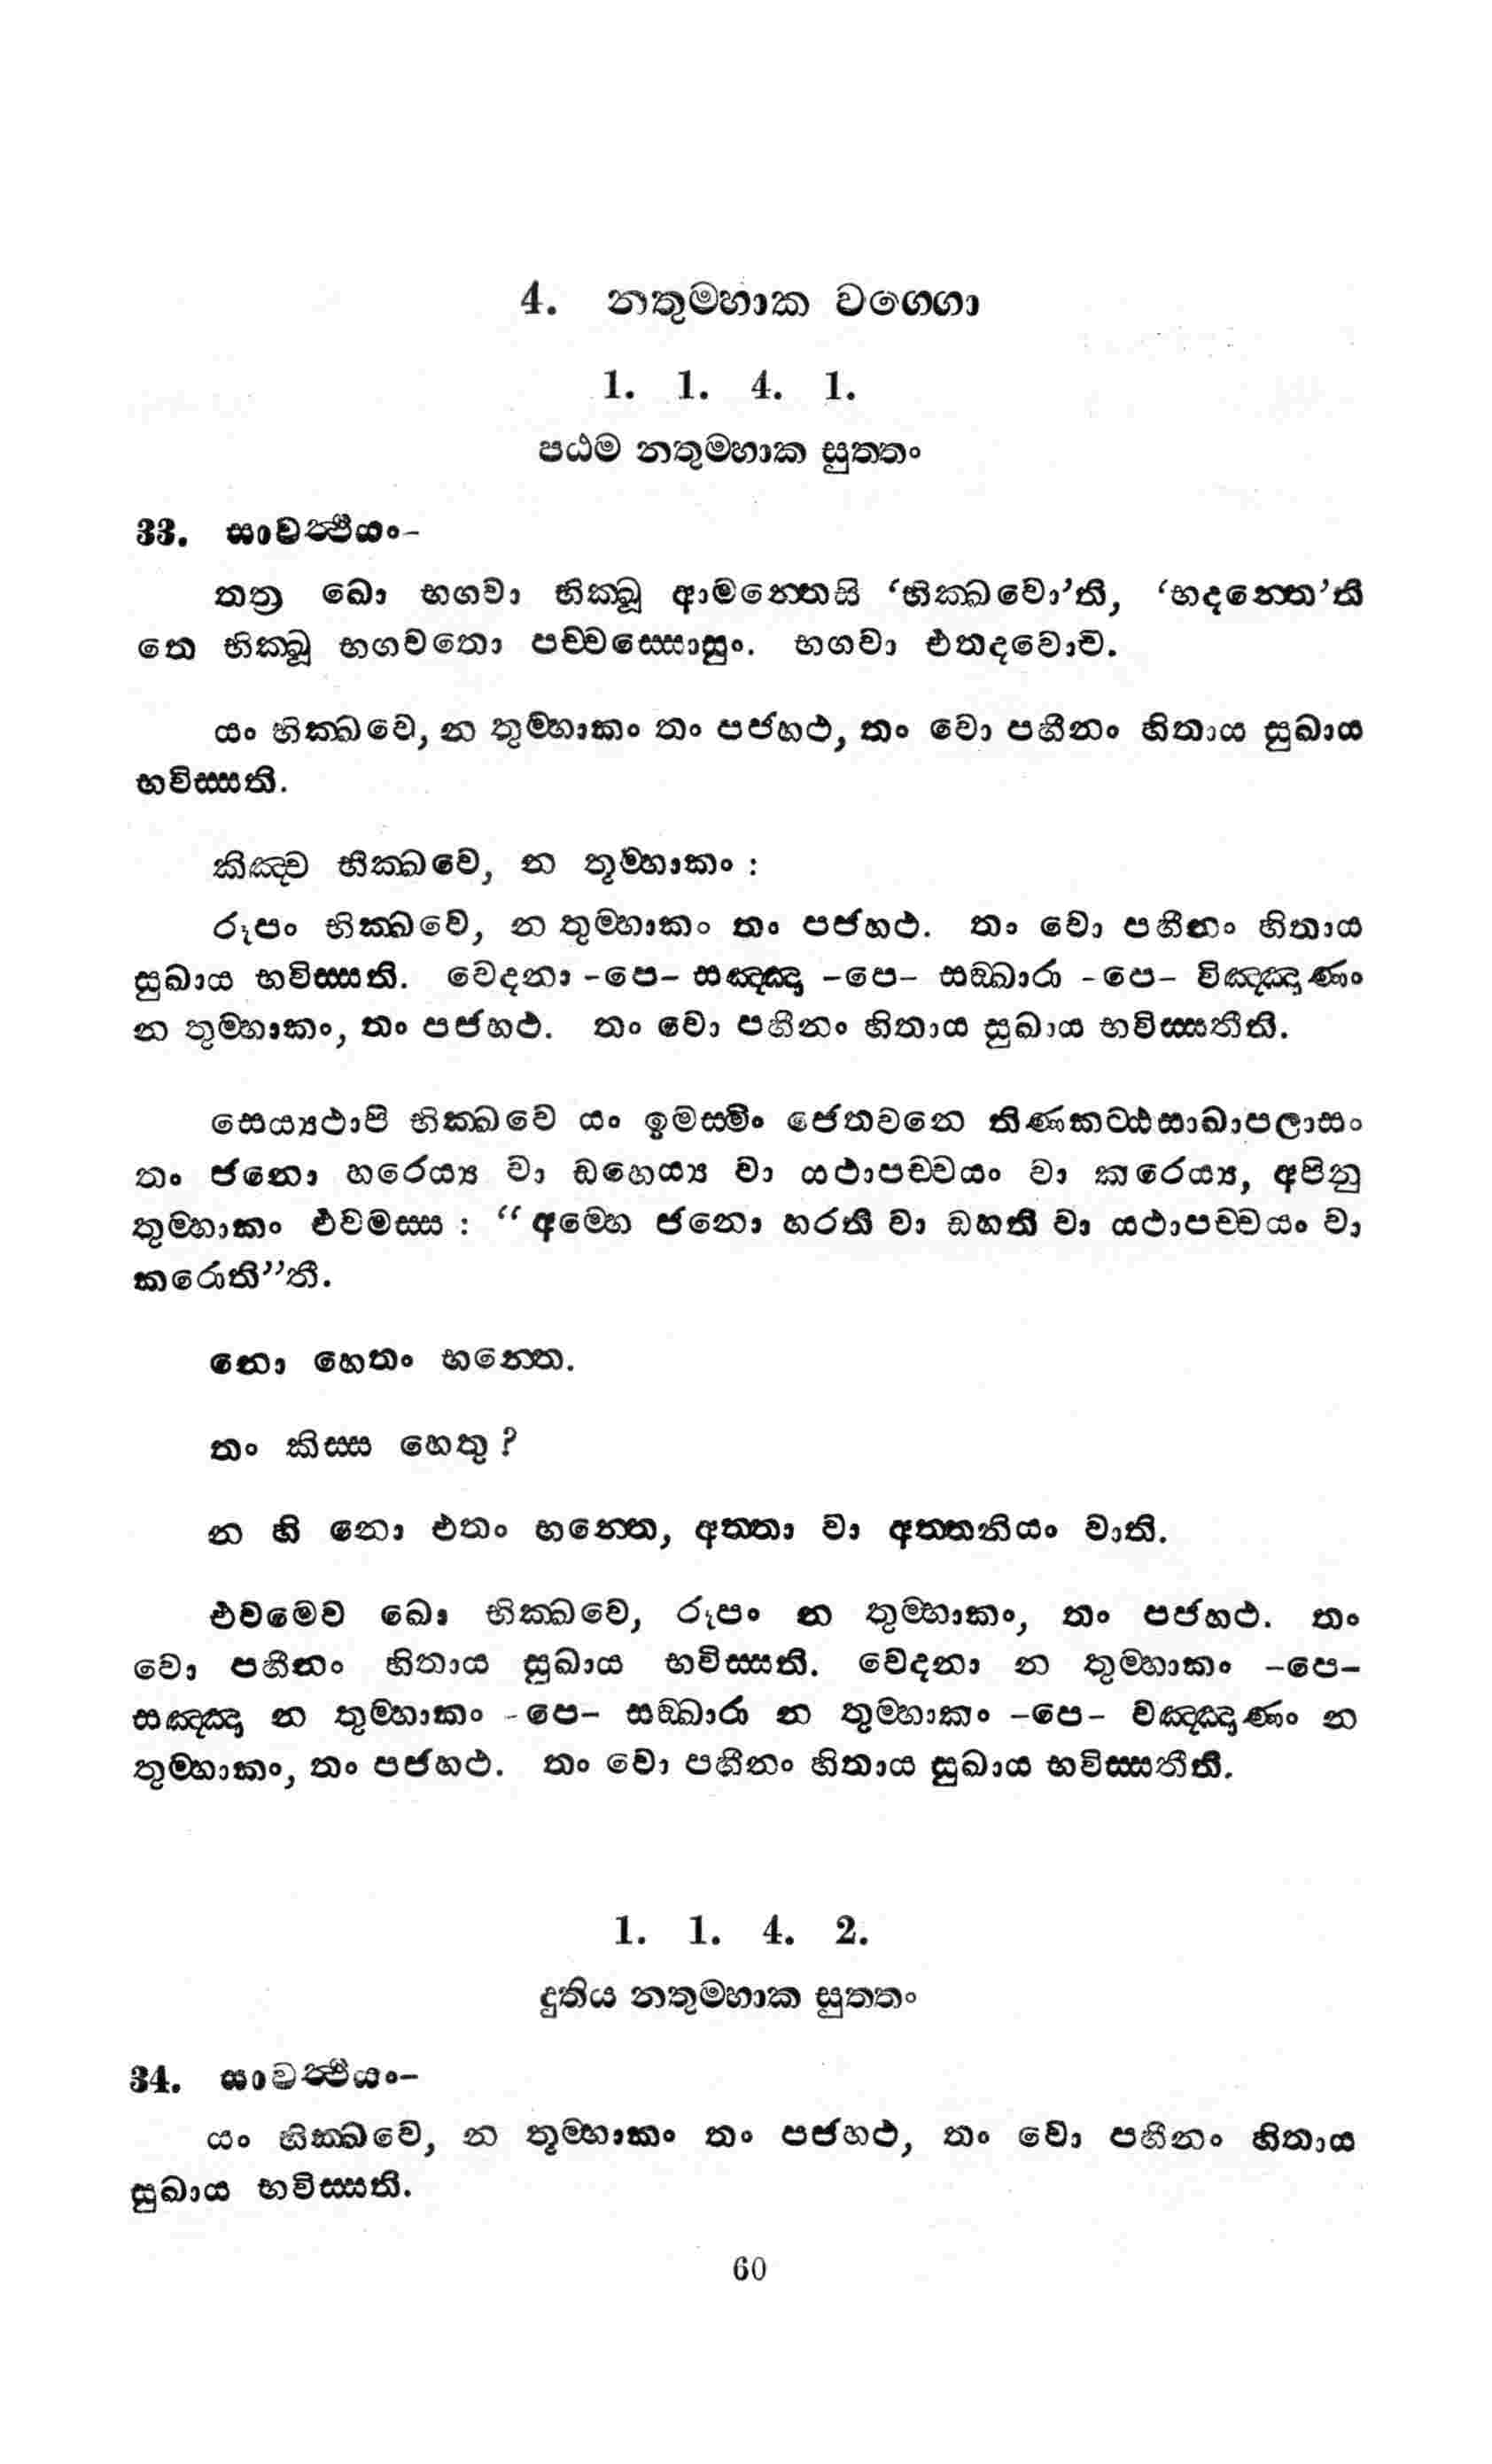 4. නතුම්හාක වග්ගො
1. 1. 4. 1.
පඨම නතුම්හාක සුත්තං
33. සාවත්ථියං-
තත්‍ර ඛො භගවා භික්ඛූ ආමන්තෙසි ‘භික්ඛවො’ති, ‘භදන්තෙ’ති
තෙ භික්ඛූ භගවතො පච්චස්සොසුං. භගවා එතදවොච.
යං භික්ඛවෙ, න තුම්හාකං තං පජහථ, තං වො පහීනං හිතාය සුඛාය
භවිස්සති.
කිඤ්ච භික්ඛවෙ, න තුම්හාකං :
රූපං භික්ඛවෙ, න තුම්හාකං තං පජහථ. තං වො පහීනං හිතාය
සුඛාය භවිස්සති. වෙදනා -පෙ- සඤ්ඤා -පෙ- සඞ්ඛාරා -පෙ- විඤ්ඤාණං
න තුම්හාකං, තං පජහථ. තං වො පහීනං හිතාය සුඛාය භවිස්සතීති.
සෙය්‍යථාපි භික්ඛවෙ යං ඉමස්මිං ජෙතවනෙ තිණකට්ඨසාඛාපලාසං
තං ජනො හරෙය්‍ය වා ඩහෙය්‍ය වා යථාපච්චයං වා කරෙය්‍ය, අපිනු
තුම්හාකං එවමස්ස : “අම්හෙ ජනො හරති වා ඩහති වා යථාපච්චයං වා
කරොති”ති.
නො හෙතං භන්තෙ.
තං කිස්ස හෙතු ?
න හි නො එතං භන්තෙ, අත්තා වා අත්තනියං වාති.
එවමෙව ඛො භික්ඛවෙ, රූපං න තුම්හාකං, තං පජහථ. තං
වො පහීනං හිතාය සුඛාය භවිස්සති. වෙදනා න තුම්හාකං -පෙ-
සඤ්ඤා න තුම්හාකං -පෙ- සඞ්ඛාරා න තුම්හාකං -පෙ- වඤ්ඤාණං න
තුම්හාකං, තං පජහථ. තං වො පහීනං හිතාය සුඛාය භවිස්සතීති.
1. 1. 4. 2.
දුතිය නතුම්හාක සුත්තං
34. සාවත්ථියං-
යං භික්ඛවෙ, න තුම්හාකං තං පජහථ, තං වො පහීනං හිතාය
සුඛාය භවිස්සති.
60